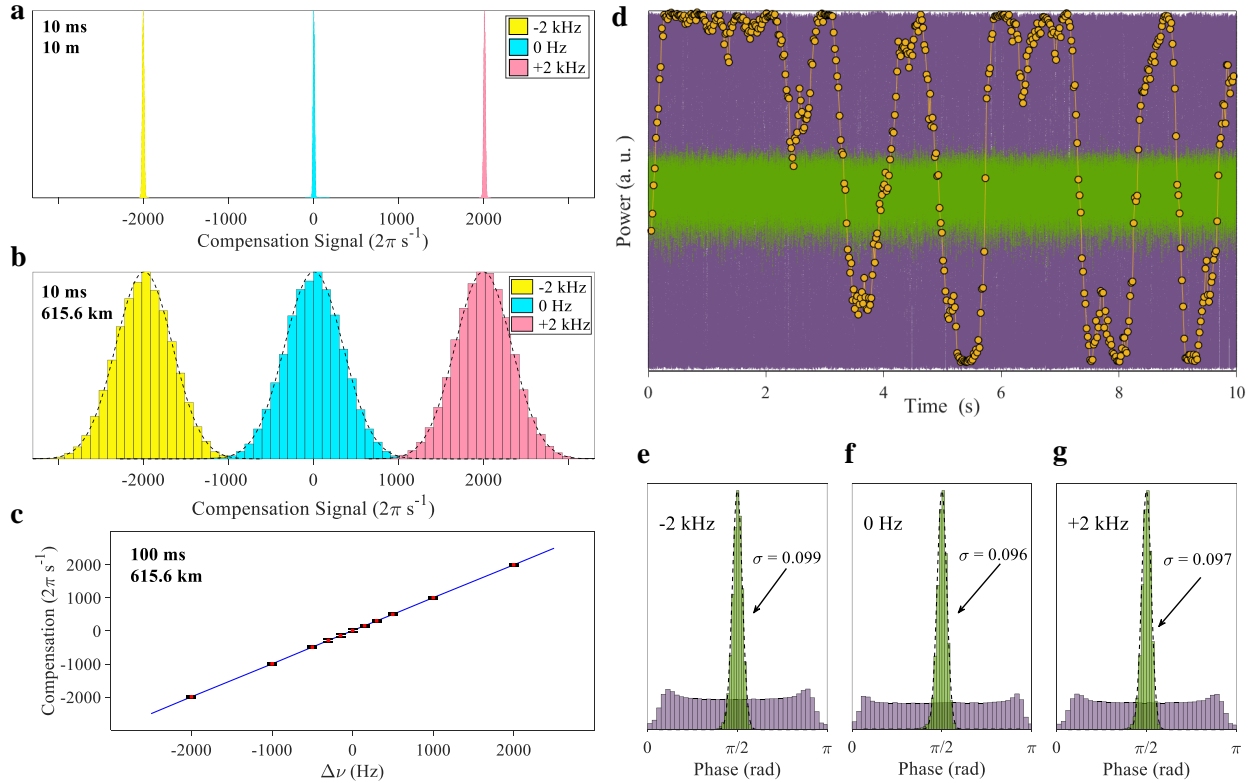 a
10 ms
10 m
-2 kHz
0 Hz
+2 kHz
-2000 -1000 0 1000 2000
Compensation Signal (2π s⁻¹)
b
10 ms
615.6 km
-2 kHz
0 Hz
+2 kHz
-2000 -1000 0 1000 2000
Compensation Signal (2π s⁻¹)
c
100 ms
615.6 km
Compensation (2π s⁻¹)
2000
1000
0
-1000
-2000
-2000 -1000 0 1000 2000
Δν (Hz)
d
Power (a. u.)
0 2 4 6 8 10
Time (s)
e
-2 kHz
σ = 0.099
0 π/2 π
Phase (rad)
f
0 Hz
σ = 0.096
0 π/2 π
Phase (rad)
g
+2 kHz
σ = 0.097
0 π/2 π
Phase (rad)